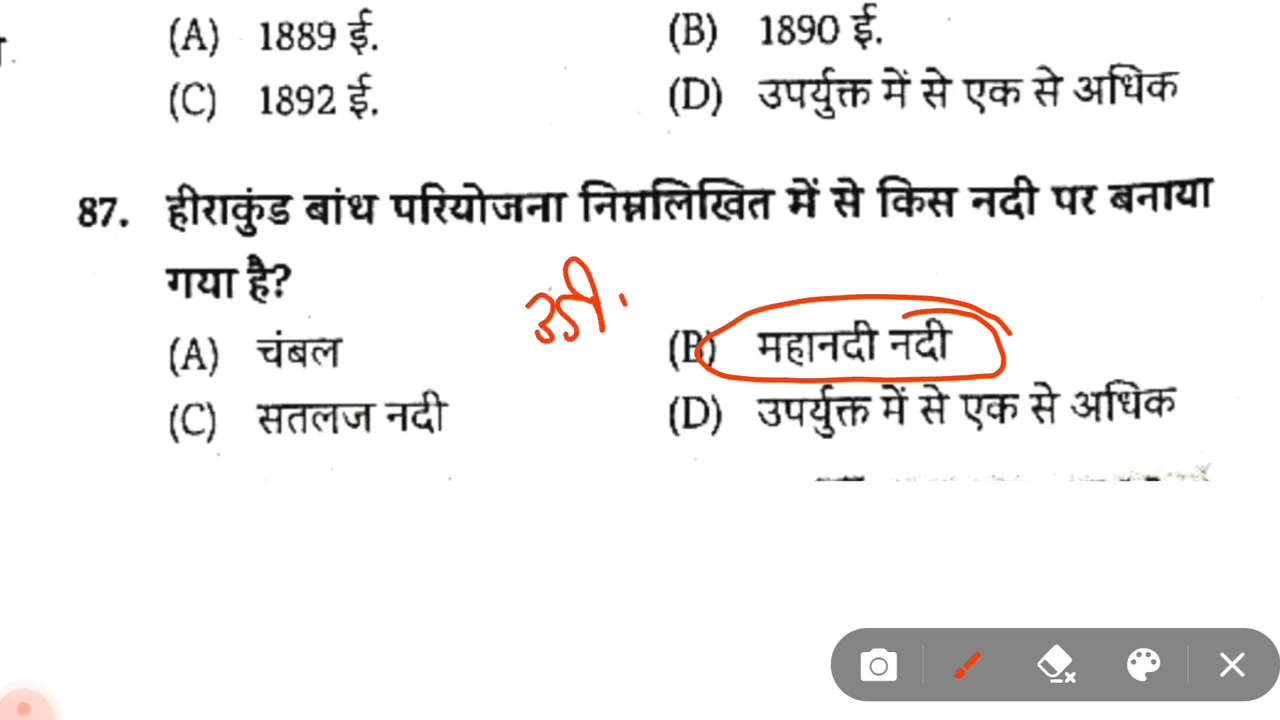 (A) 1889 ई. (B) 1890 ई.
(C) 1892 ई. (D) उपर्युक्त में से एक से अधिक
87. हीराकुंड बांध परियोजना निम्नलिखित में से किस नदी पर बनाया
गया है?
(A) चंबल (B) महानदी नदी
(C) सतलज नदी (D) उपर्युक्त में से एक से अधिक